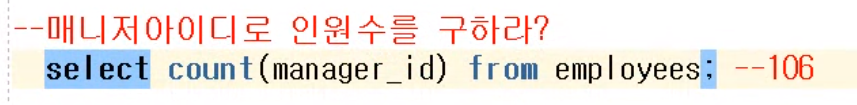 --매니저아이디로 인원수를 구하라?
select count(manager_id) from employees; --106